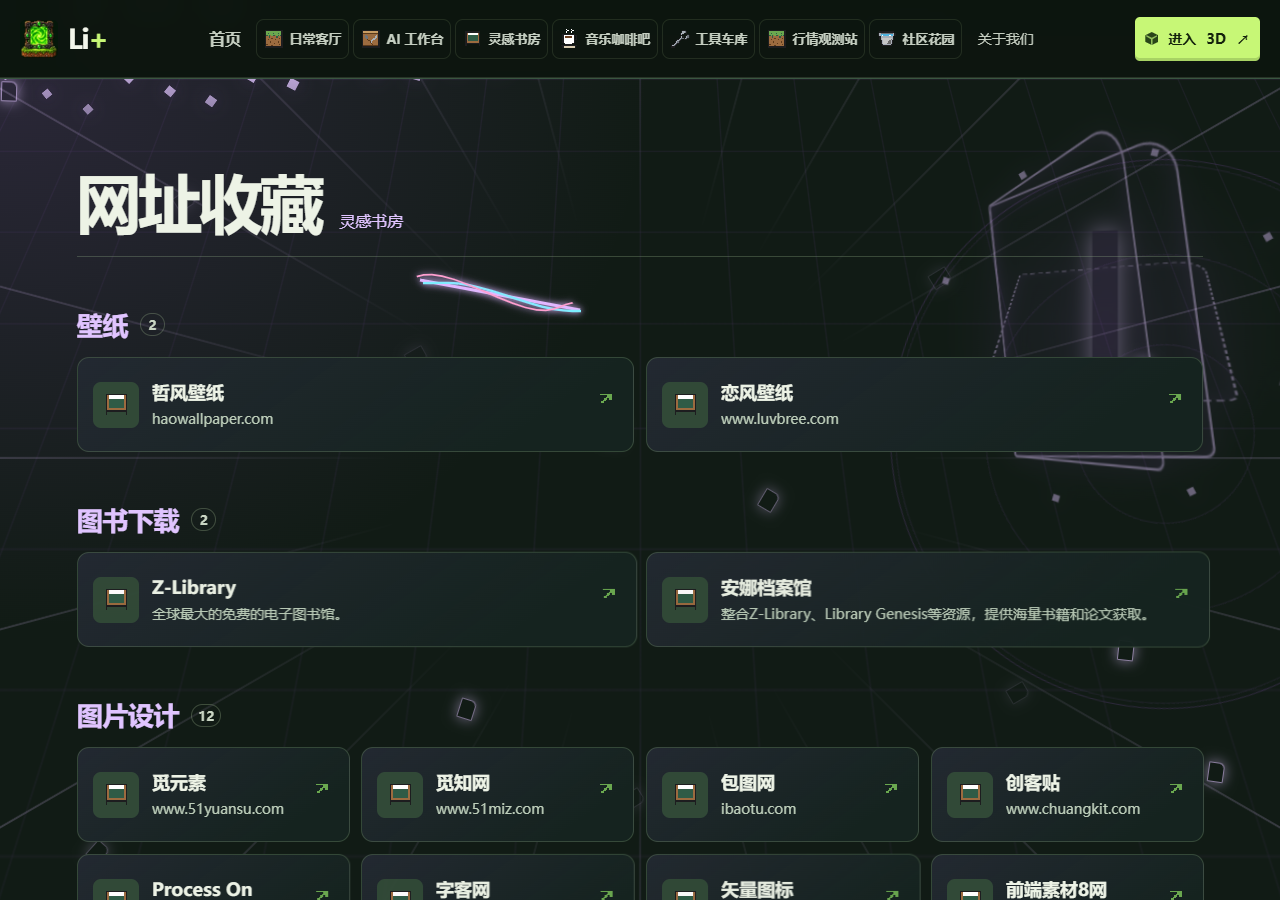 Li+
首页 日常客厅 AI 工作台 灵感书房 音乐咖啡吧 工具车库 行情观测站 社区花园 关于我们 进入 3D ↗
网址收藏 灵感书房
壁纸 2
哲风壁纸
haowallpaper.com
恋风壁纸
www.luvbree.com
图书下载 2
Z-Library
全球最大的免费的电子图书馆。
安娜档案馆
整合Z-Library、Library Genesis等资源，提供海量书籍和论文获取。
图片设计 12
觅元素
www.51yuansu.com
觅知网
www.51miz.com
包图网
ibaotu.com
创客贴
www.chuangkit.com
Process On
字客网
矢量图标
前端素材8网